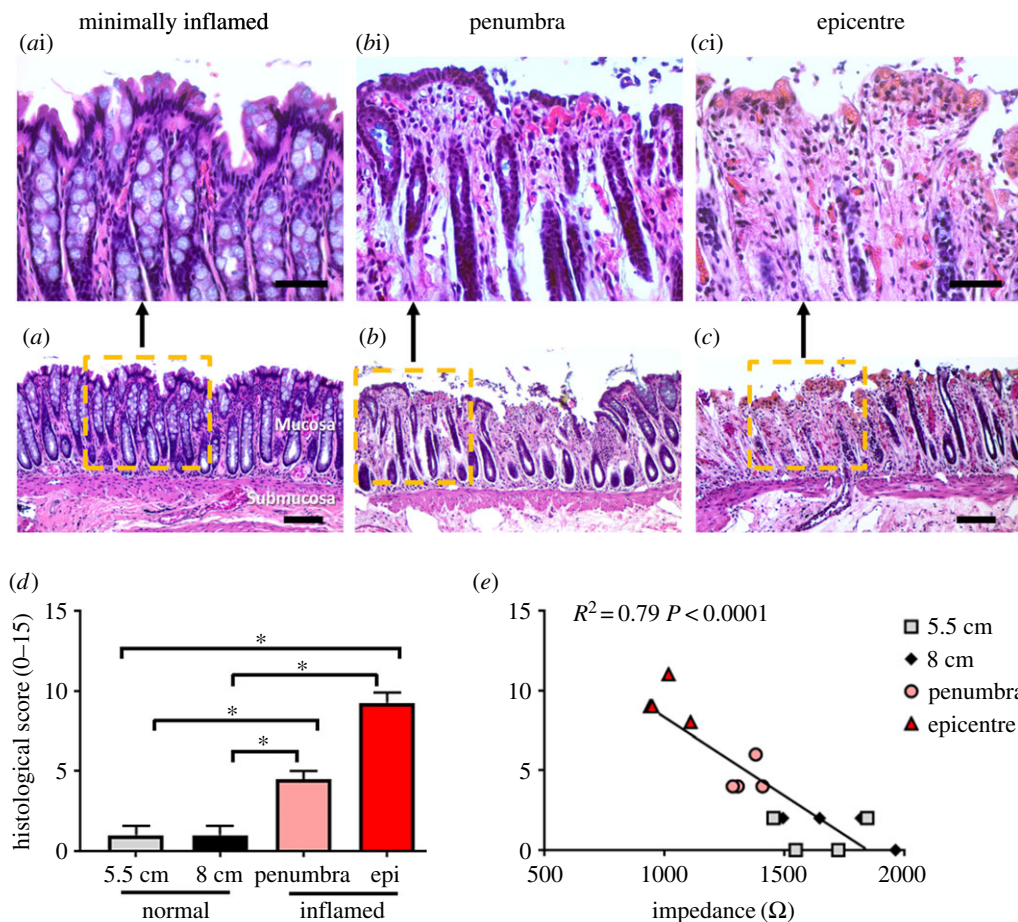 minimally inflamed
penumbra
epicentre
(ai)
(bi)
(ci)
(a)
(b)
(c)
Mucosa
Submucosa
(d)
histological score (0–15)
15
10
5
0
*
*
*
*
5.5 cm
8 cm
penumbra
epi
normal
inflamed
(e)
R² = 0.79 P < 0.0001
15
10
5
0
500
1000
1500
2000
impedance (Ω)
5.5 cm
8 cm
penumbra
epicentre